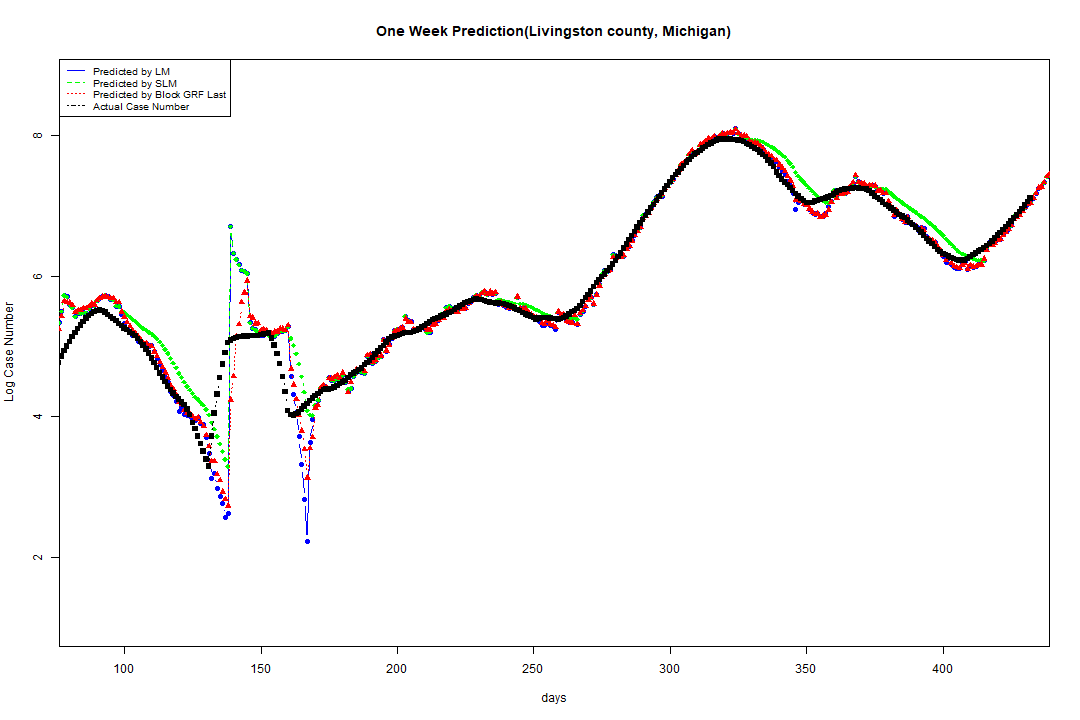 One Week Prediction(Livingston county, Michigan)
Predicted by LM
Predicted by SLM
Predicted by Block GRF Last
Actual Case Number
8
6
4
2
Log Case Number
100 150 200 250 300 350 400
days